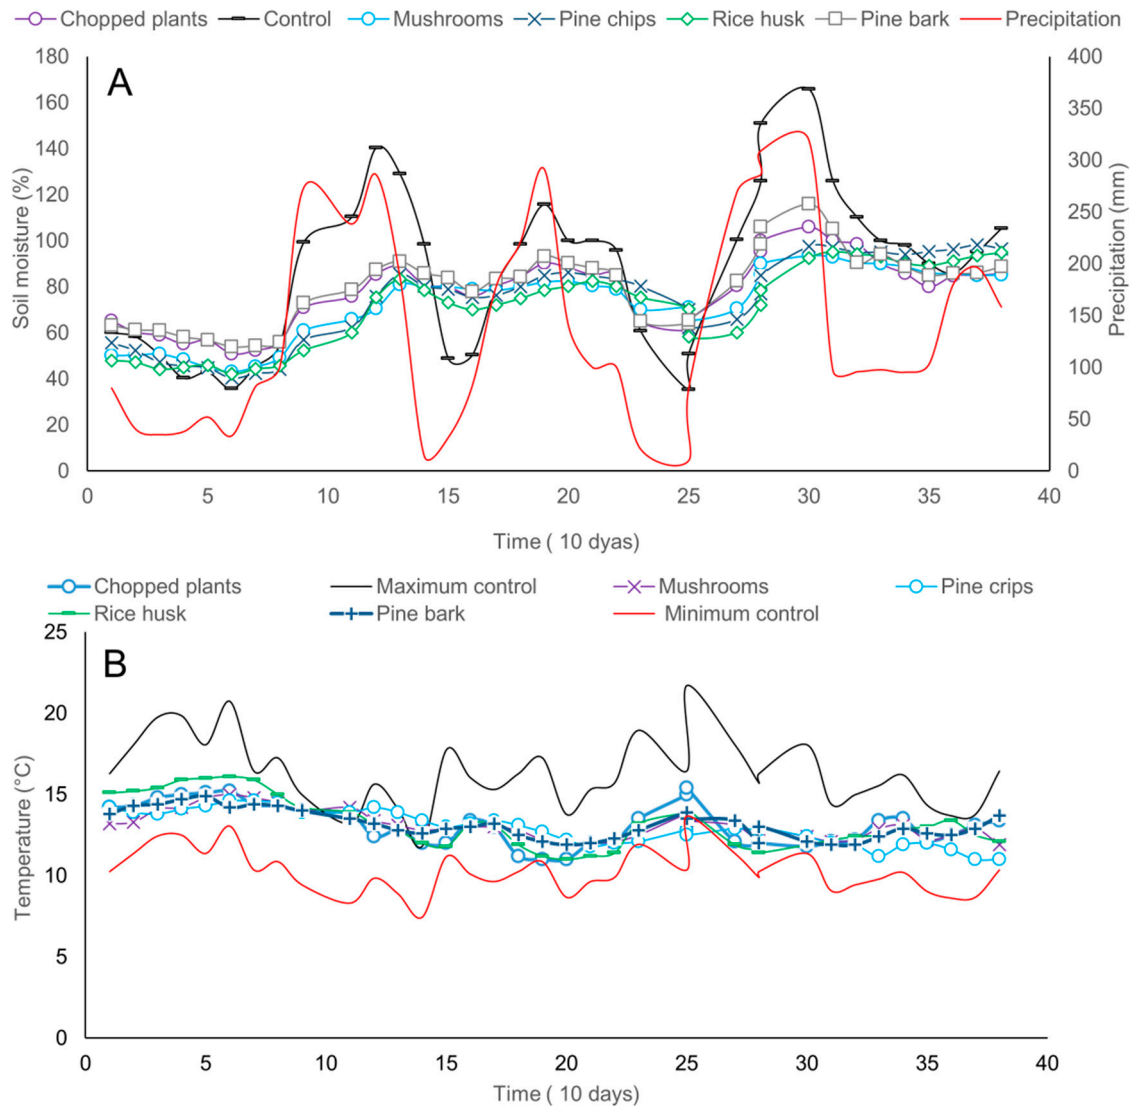 Chopped plants Control Mushrooms Pine chips Rice husk Pine bark Precipitation
A
180
160
140
120
100
80
60
40
20
0
Soil moisture (%)
400
350
300
250
200
150
100
50
0
Precipitation (mm)
0 5 10 15 20 25 30 35 40
Time ( 10 dyas)
Chopped plants Maximum control Mushrooms Pine crips
Rice husk Pine bark Minimum control
B
25
20
15
10
5
0
Temperature (°C)
0 5 10 15 20 25 30 35 40
Time ( 10 days)